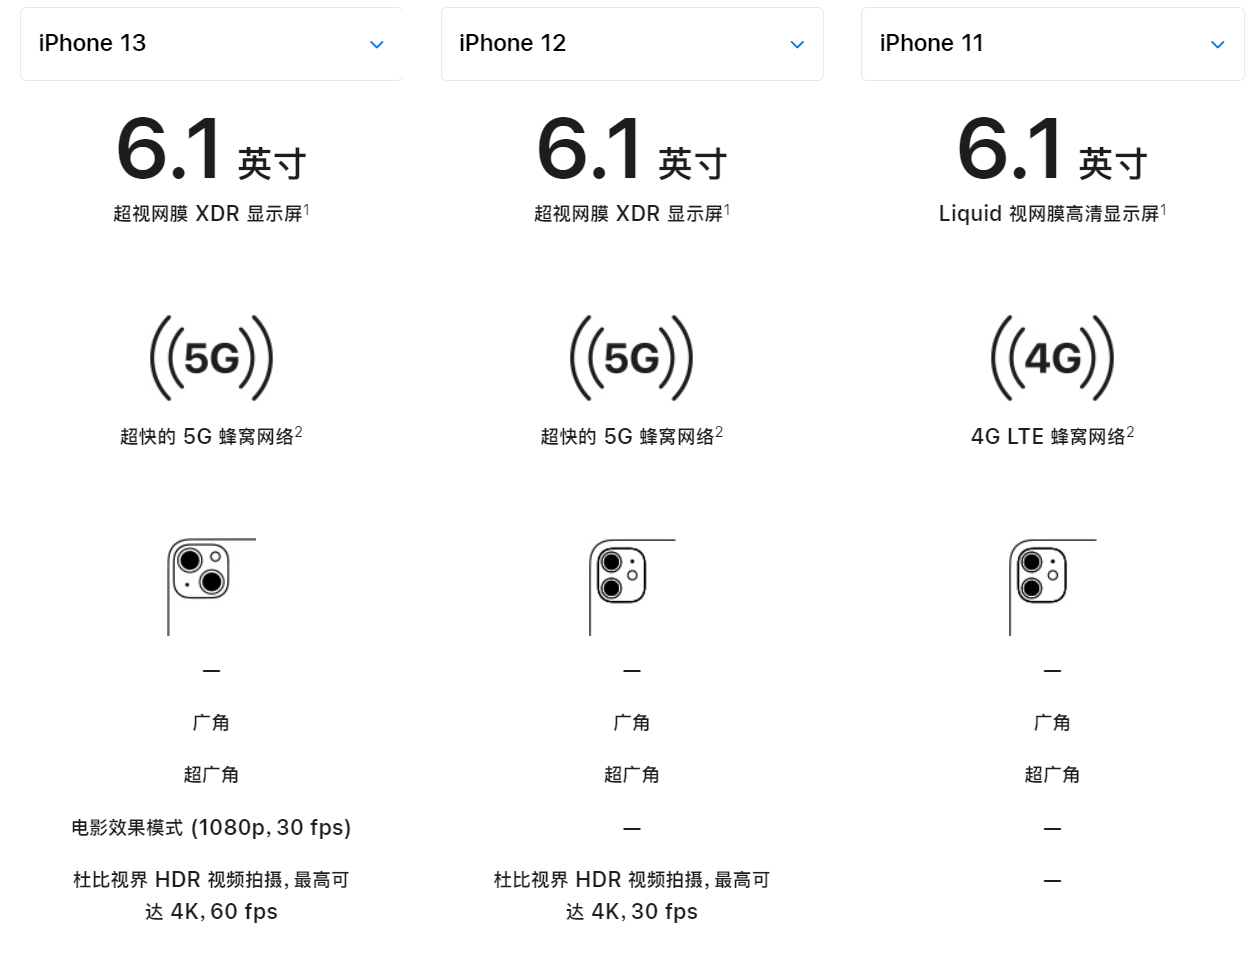 iPhone 13
iPhone 12
iPhone 11
6.1 英寸
6.1 英寸
6.1 英寸
超视网膜 XDR 显示屏1
超视网膜 XDR 显示屏1
Liquid 视网膜高清显示屏1
5G
5G
4G
超快的 5G 蜂窝网络2
超快的 5G 蜂窝网络2
4G LTE 蜂窝网络2
—
—
—
广角
广角
广角
超广角
超广角
超广角
电影效果模式 (1080p, 30 fps)
—
—
杜比视界 HDR 视频拍摄, 最高可
达 4K, 60 fps
杜比视界 HDR 视频拍摄, 最高可
达 4K, 30 fps
—